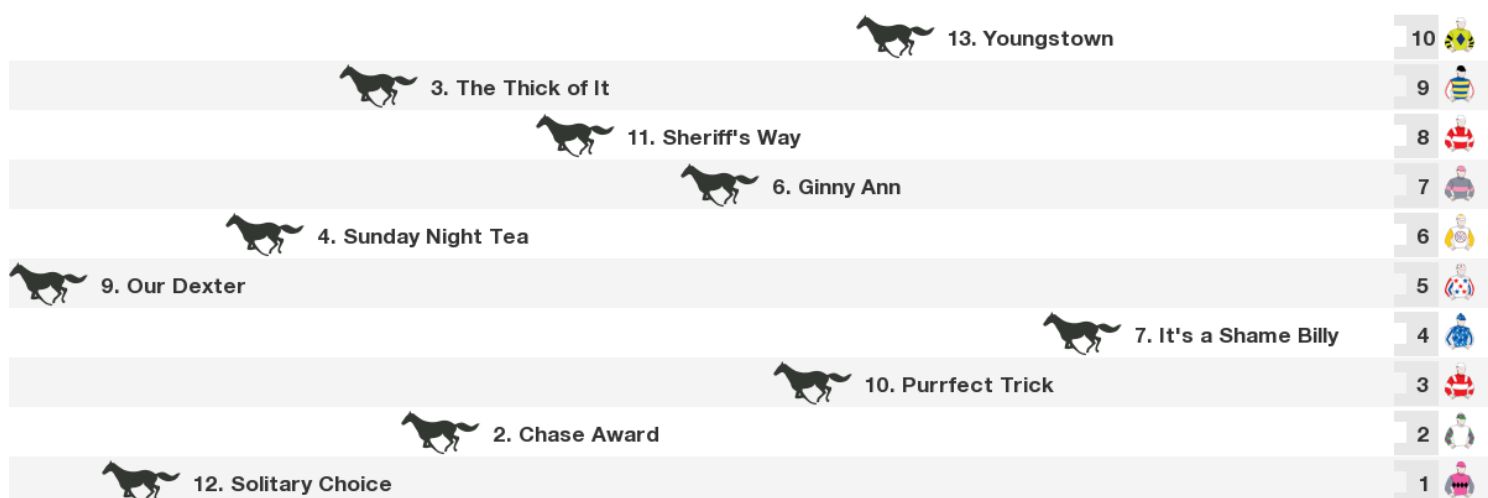 13. Youngstown 10
3. The Thick of It 9
11. Sheriff's Way 8
6. Ginny Ann 7
4. Sunday Night Tea 6
9. Our Dexter 5
7. It's a Shame Billy 4
10. Purrfect Trick 3
2. Chase Award 2
12. Solitary Choice 1